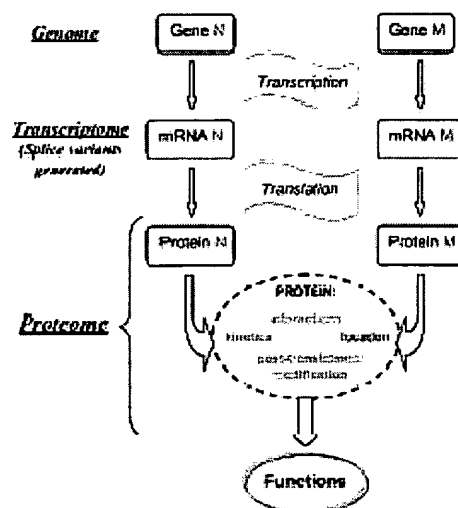 Genome
Gene N
Gene M
Transcription
Transcriptome
(Splice variants
generated)
mRNA N
mRNA M
Translation
Protein N
Protein M
Proteome
PROTEIN:
interactions
kinetics
location
post-translational
modification
Functions